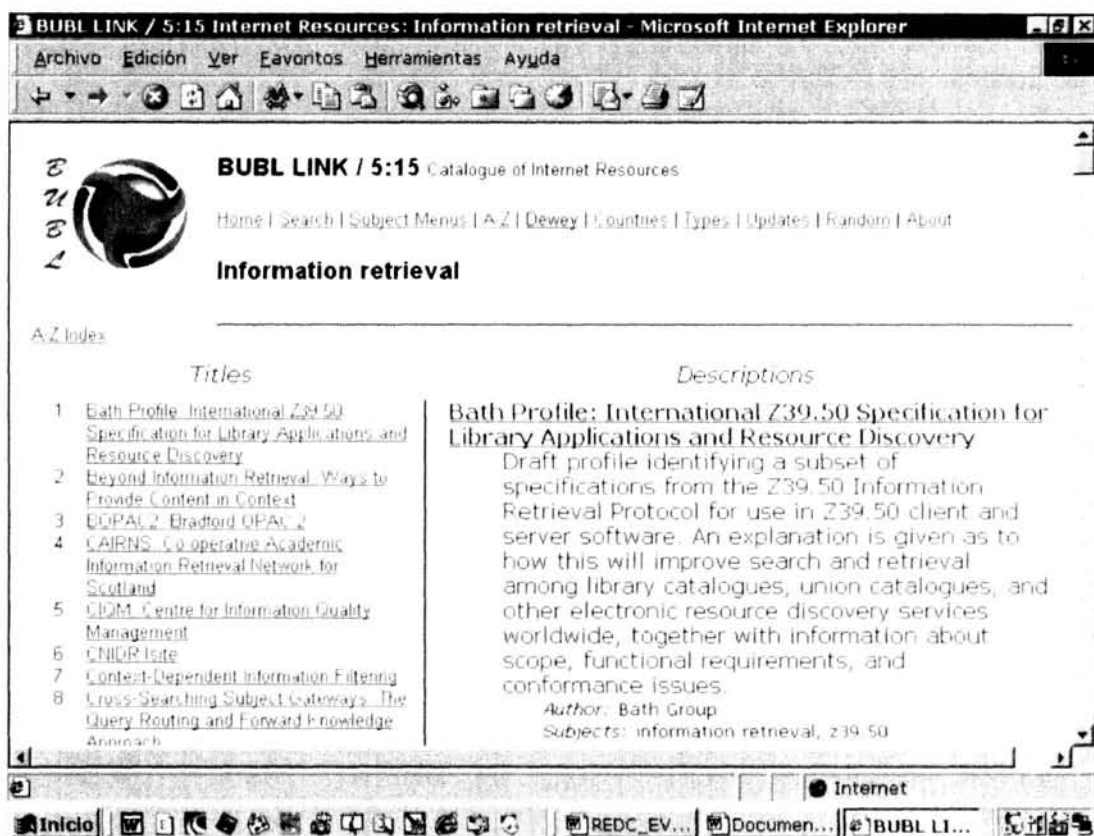 BUBL LINK / 5:15 Internet Resources: Information retrieval - Microsoft Internet Explorer
Archivo Edición Ver Favoritos Herramientas Ayuda
B
U
B
L
BUBL LINK / 5:15 Catalogue of Internet Resources
Home | Search | Subject Menus | A-Z | Dewey | Countries | Types | Updates | Random | About
Information retrieval
A-Z Index
Titles
1 Bath Profile: International Z39.50
Specification for Library Applications and
Resource Discovery
2 Beyond Information Retrieval: Ways to
Provide Content in Context
3 BOPAC2: Bradford OPAC 2
4 CAIRNS: Co-operative Academic
Information Retrieval Network for
Scotland
5 CIQM: Centre for Information Quality
Management
6 CNIDR Isite
7 Context-Dependent Information Filtering
8 Cross-Searching Subject Gateways: The
Query Routing and Forward Knowledge
Approach
Descriptions
Bath Profile: International Z39.50 Specification for
Library Applications and Resource Discovery
Draft profile identifying a subset of
specifications from the Z39.50 Information
Retrieval Protocol for use in Z39.50 client and
server software. An explanation is given as to
how this will improve search and retrieval
among library catalogues, union catalogues, and
other electronic resource discovery services
worldwide, together with information about
scope, functional requirements, and
conformance issues.
Author: Bath Group
Subjects: information retrieval, z39.50
Internet
Inicio REDC_EV... Documen... BUBL LI...